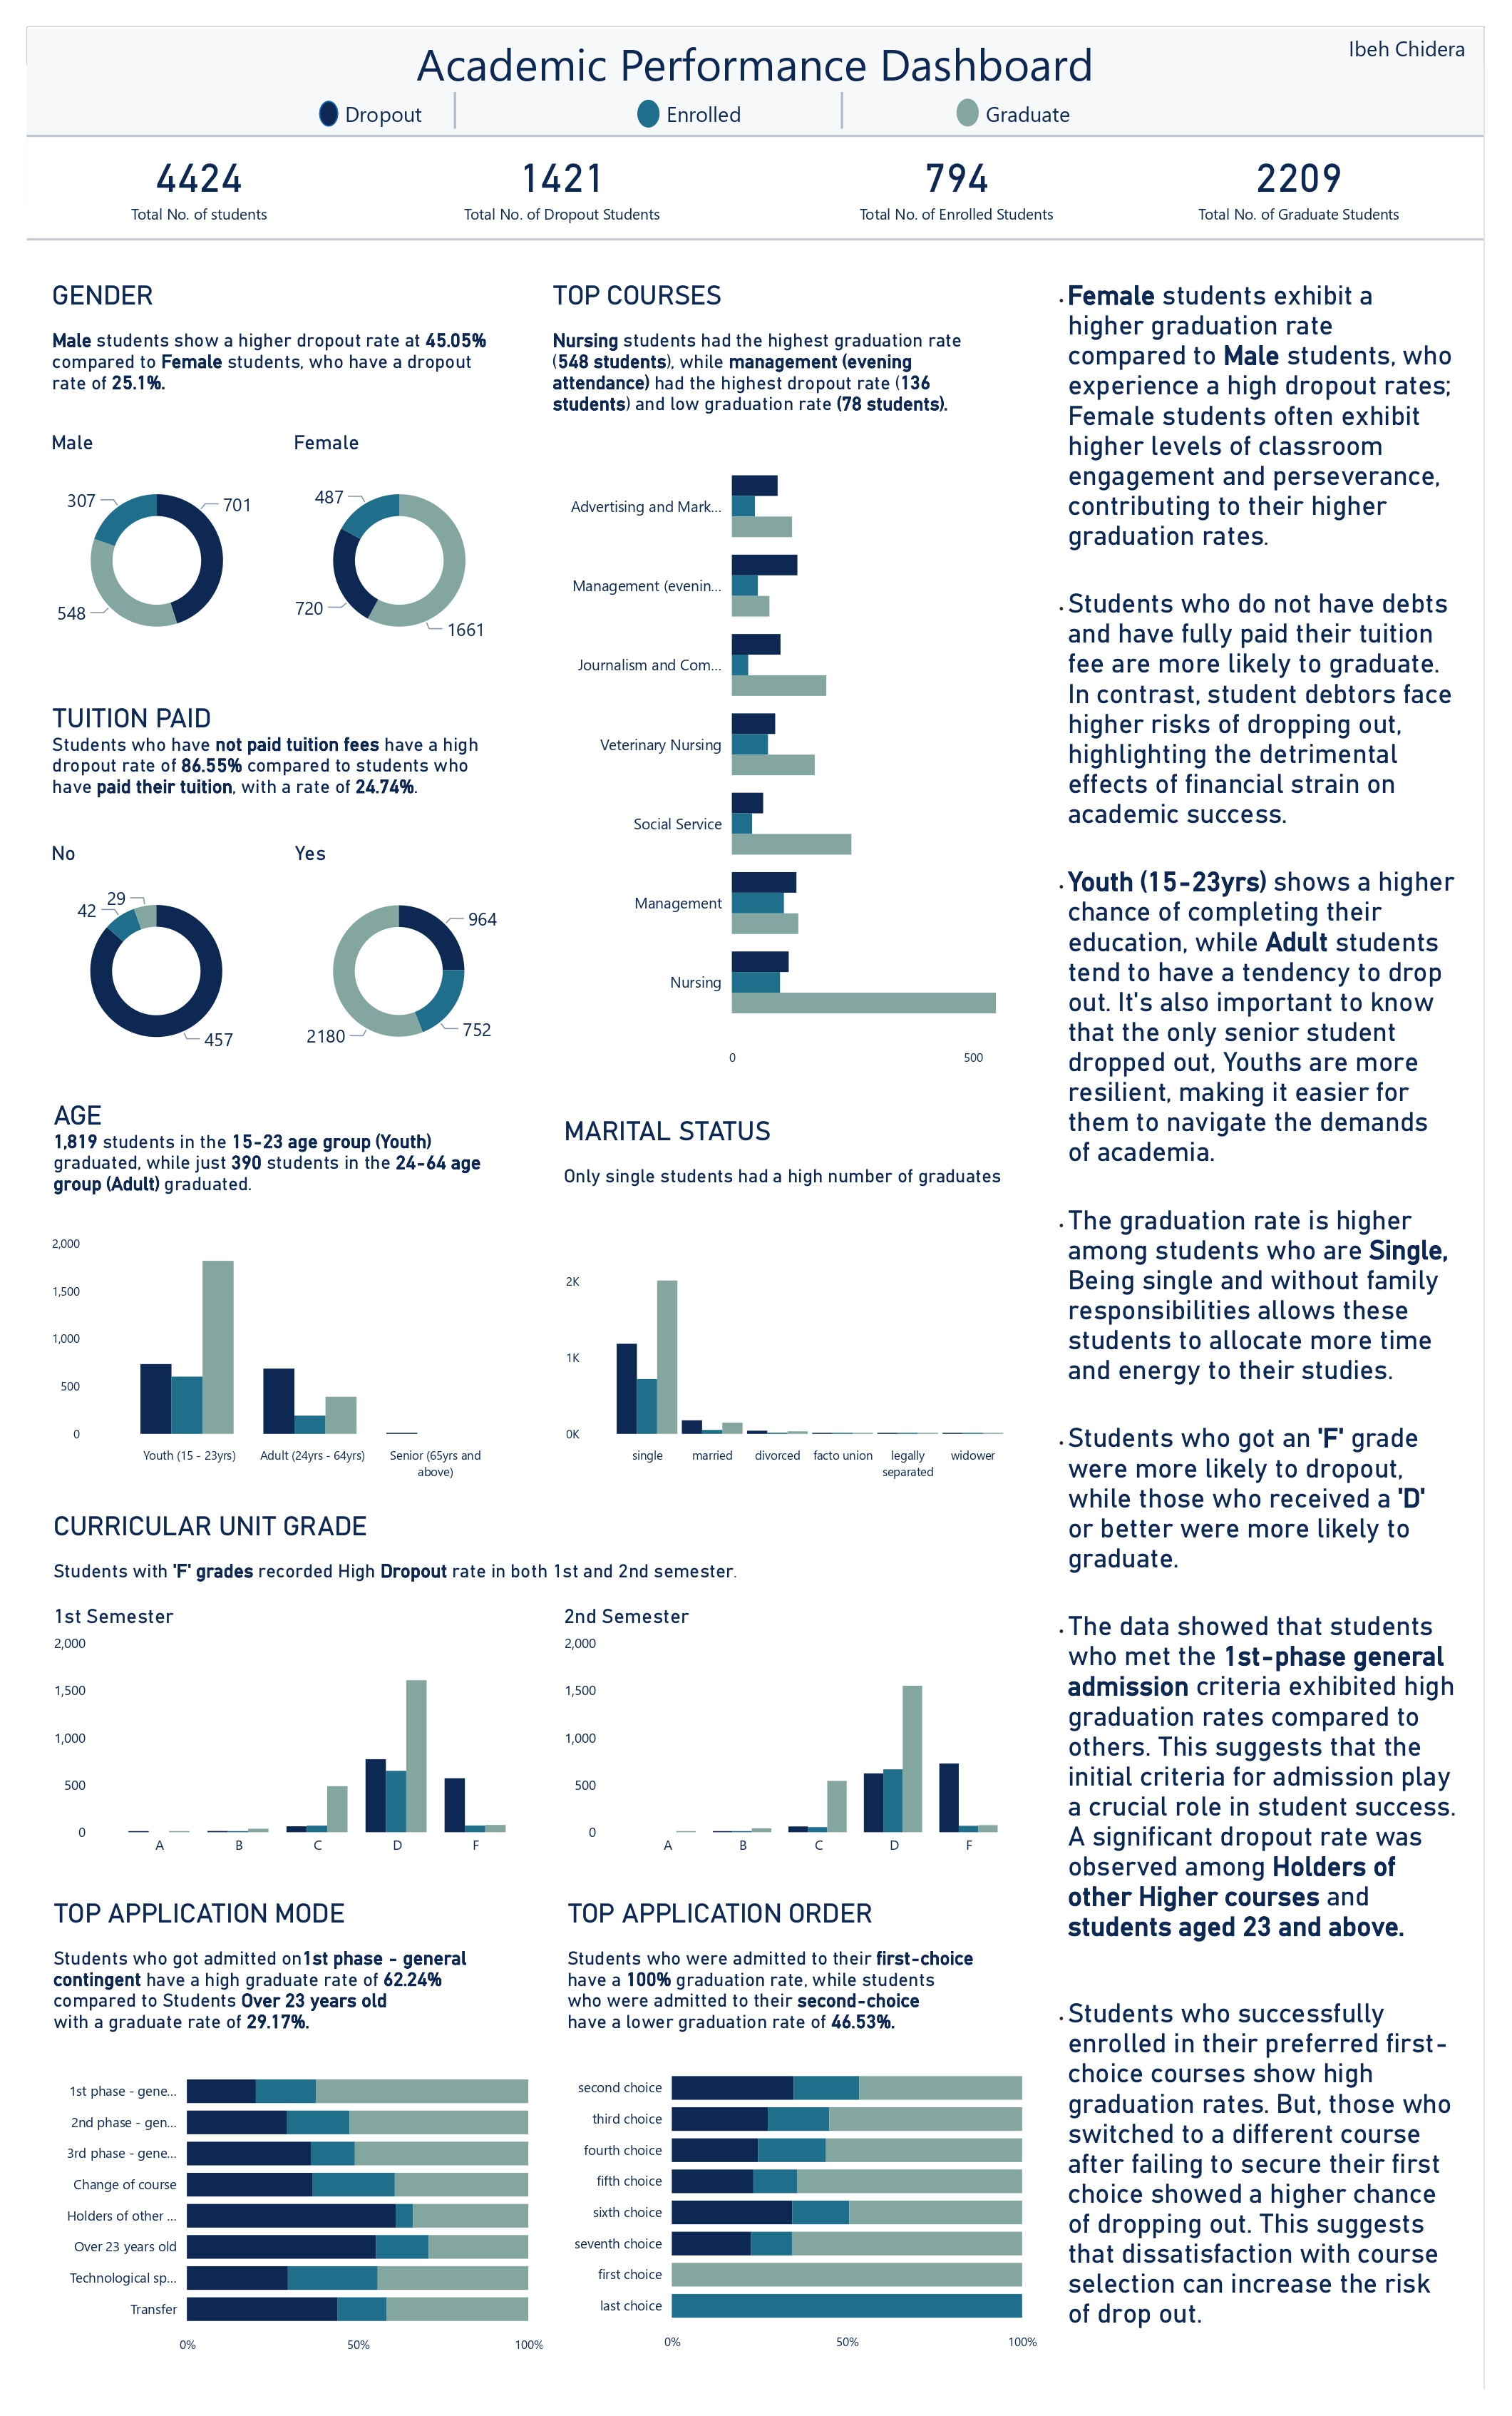 Academic Performance Dashboard
Ibeh Chidera
Dropout
Enrolled
Graduate
4424
Total No. of students
1421
Total No. of Dropout Students
794
Total No. of Enrolled Students
2209
Total No. of Graduate Students
GENDER
Male students show a higher dropout rate at 45.05%
compared to Female students, who have a dropout
rate of 25.1%.
Male
307
701
548
Female
487
720
1661
TUITION PAID
Students who have not paid tuition fees have a high
dropout rate of 86.55% compared to students who
have paid their tuition, with a rate of 24.74%.
No
29
42
457
Yes
964
2180
752
TOP COURSES
Nursing students had the highest graduation rate
(548 students), while management (evening
attendance) had the highest dropout rate (136
students) and low graduation rate (78 students).
Advertising and Mark...
Management (evenin...
Journalism and Com...
Veterinary Nursing
Social Service
Management
Nursing
0
500
AGE
1,819 students in the 15-23 age group (Youth)
graduated, while just 390 students in the 24-64 age
group (Adult) graduated.
2,000
1,500
1,000
500
0
Youth (15 - 23yrs)
Adult (24yrs - 64yrs)
Senior (65yrs and
above)
MARITAL STATUS
Only single students had a high number of graduates
2K
1K
0K
single
married
divorced
facto union
legally
separated
widower
CURRICULAR UNIT GRADE
Students with 'F' grades recorded High Dropout rate in both 1st and 2nd semester.
1st Semester
2,000
1,500
1,000
500
0
A
B
C
D
F
2nd Semester
2,000
1,500
1,000
500
0
A
B
C
D
F
TOP APPLICATION MODE
Students who got admitted on1st phase - general
contingent have a high graduate rate of 62.24%
compared to Students Over 23 years old
with a graduate rate of 29.17%.
1st phase - gene...
2nd phase - gen...
3rd phase - gene...
Change of course
Holders of other ...
Over 23 years old
Technological sp...
Transfer
0%
50%
100%
TOP APPLICATION ORDER
Students who were admitted to their first-choice
have a 100% graduation rate, while students
who were admitted to their second-choice
have a lower graduation rate of 46.53%.
second choice
third choice
fourth choice
fifth choice
sixth choice
seventh choice
first choice
last choice
0%
50%
100%
. Female students exhibit a
higher graduation rate
compared to Male students, who
experience a high dropout rates;
Female students often exhibit
higher levels of classroom
engagement and perseverance,
contributing to their higher
graduation rates.
. Students who do not have debts
and have fully paid their tuition
fee are more likely to graduate.
In contrast, student debtors face
higher risks of dropping out,
highlighting the detrimental
effects of financial strain on
academic success.
. Youth (15-23yrs) shows a higher
chance of completing their
education, while Adult students
tend to have a tendency to drop
out. It's also important to know
that the only senior student
dropped out, Youths are more
resilient, making it easier for
them to navigate the demands
of academia.
. The graduation rate is higher
among students who are Single,
Being single and without family
responsibilities allows these
students to allocate more time
and energy to their studies.
. Students who got an 'F' grade
were more likely to dropout,
while those who received a 'D'
or better were more likely to
graduate.
. The data showed that students
who met the 1st-phase general
admission criteria exhibited high
graduation rates compared to
others. This suggests that the
initial criteria for admission play
a crucial role in student success.
A significant dropout rate was
observed among Holders of
other Higher courses and
students aged 23 and above.
. Students who successfully
enrolled in their preferred first-
choice courses show high
graduation rates. But, those who
switched to a different course
after failing to secure their first
choice showed a higher chance
of dropping out. This suggests
that dissatisfaction with course
selection can increase the risk
of drop out.